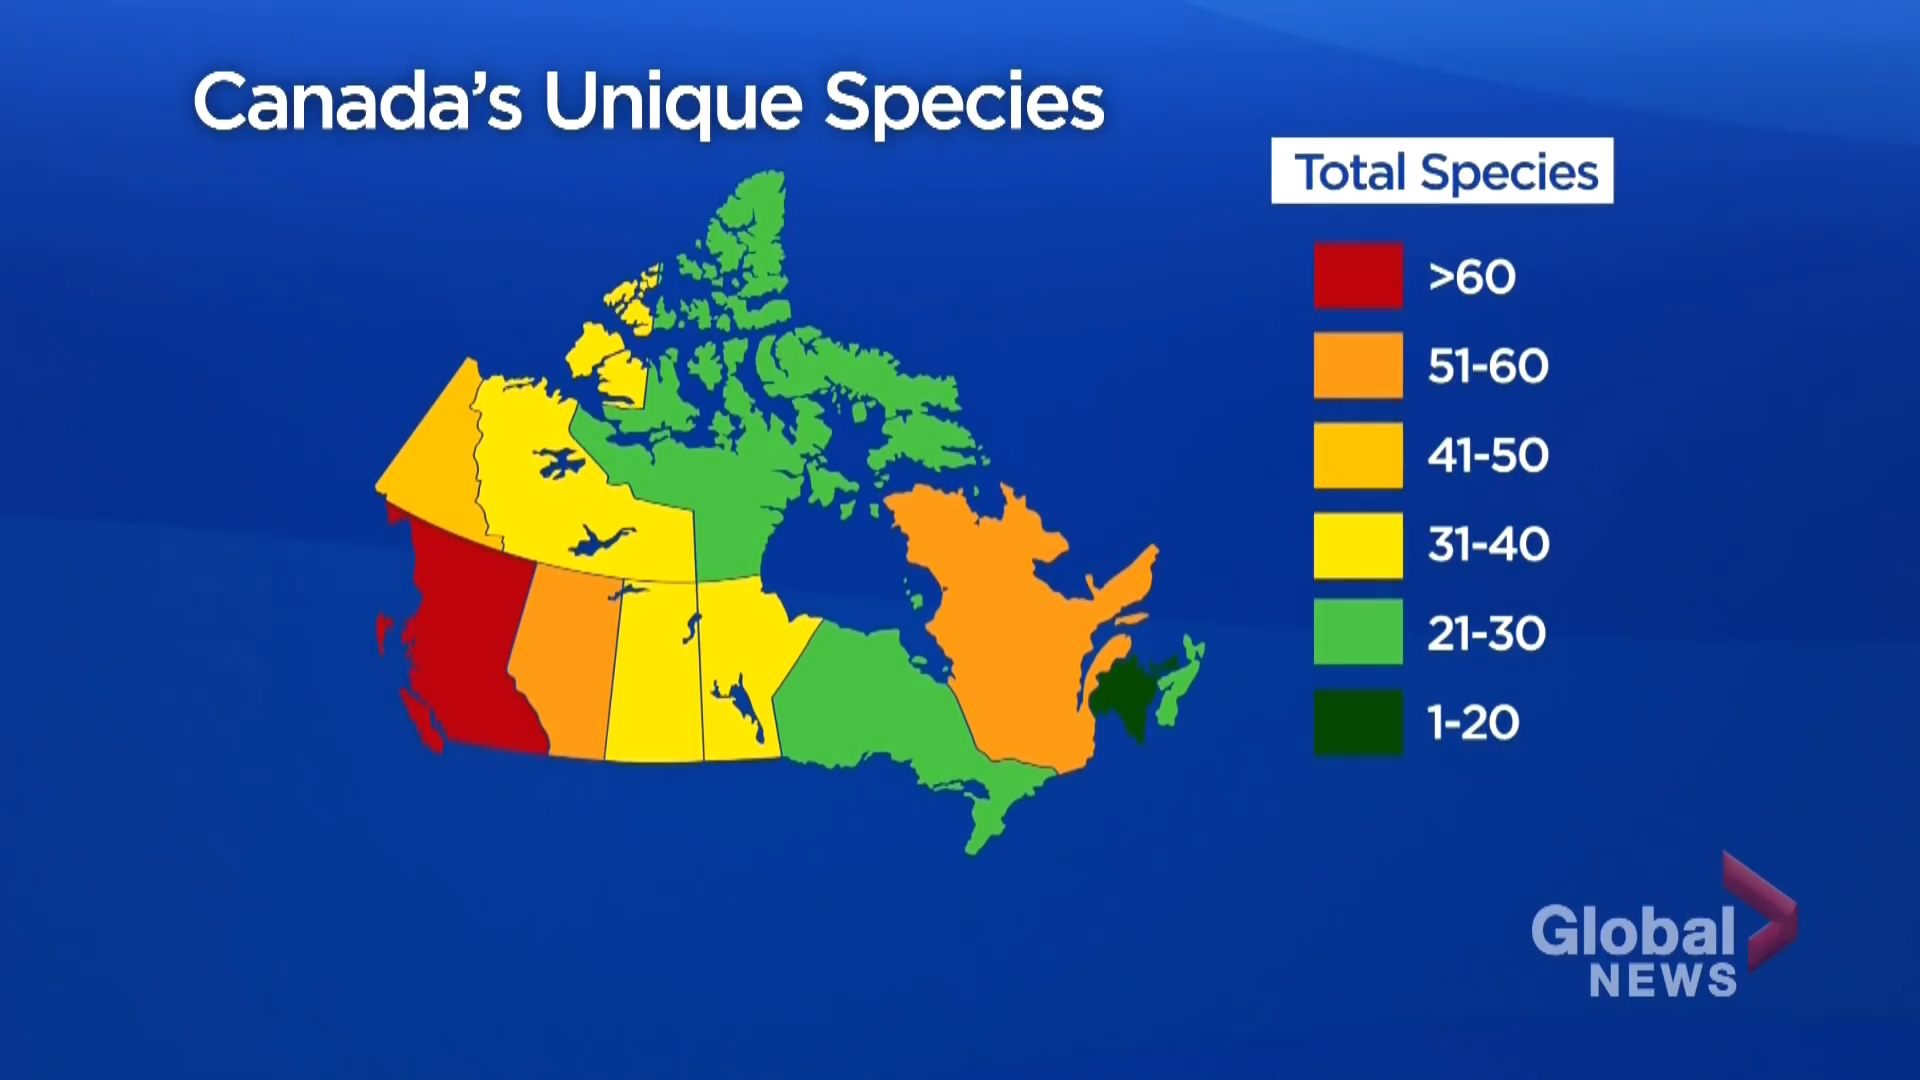 Canada's Unique Species
Total Species
>60
51-60
41-50
31-40
21-30
1-20
Global
NEWS